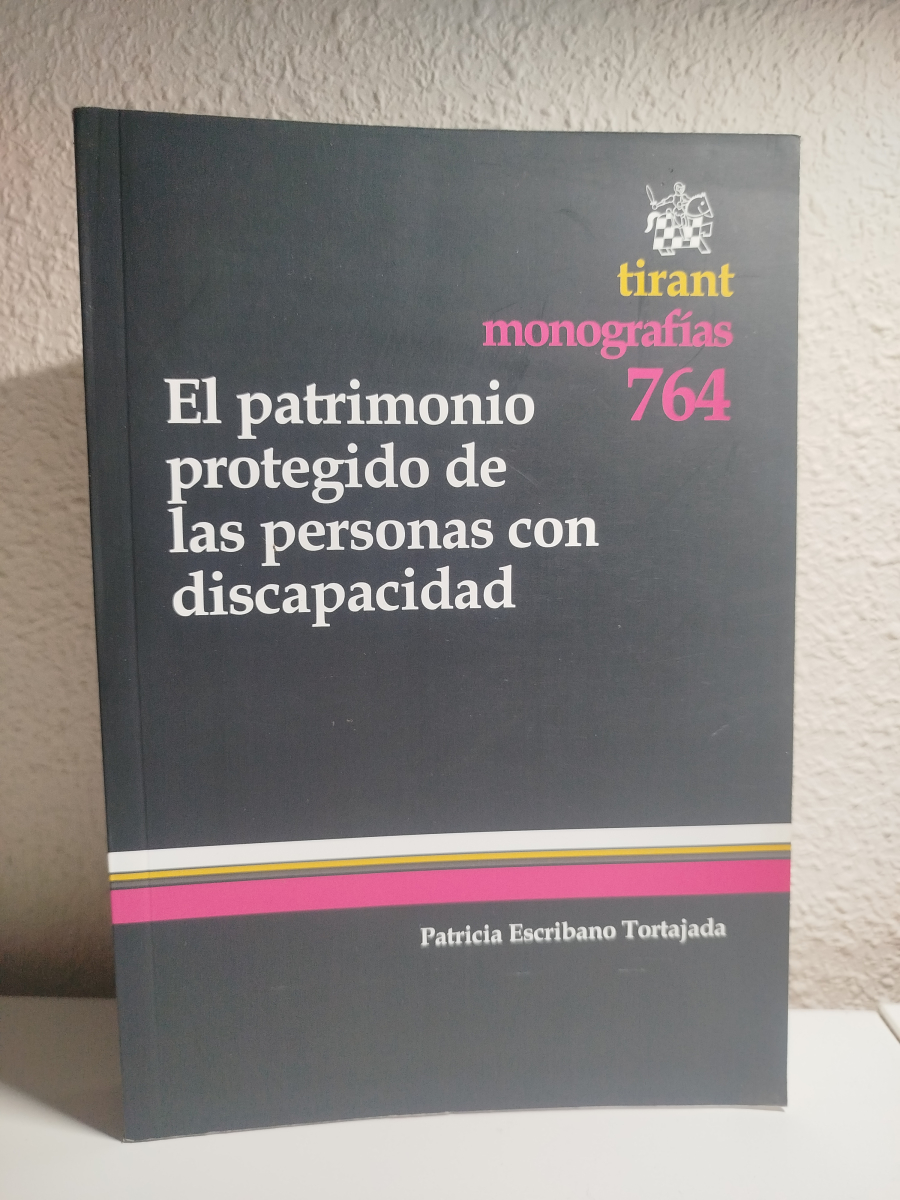 tirant
monografías
764
El patrimonio
protegido de
las personas con
discapacidad
Patricia Escribano Tortajada